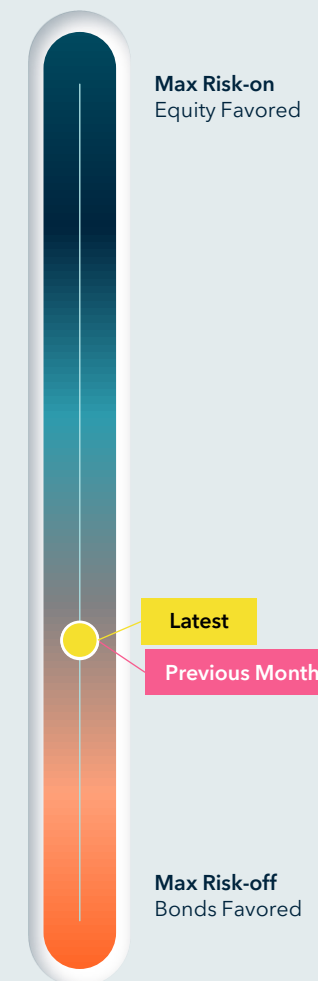 Max Risk-on
Equity Favored
Latest
Previous Month
Max Risk-off
Bonds Favored